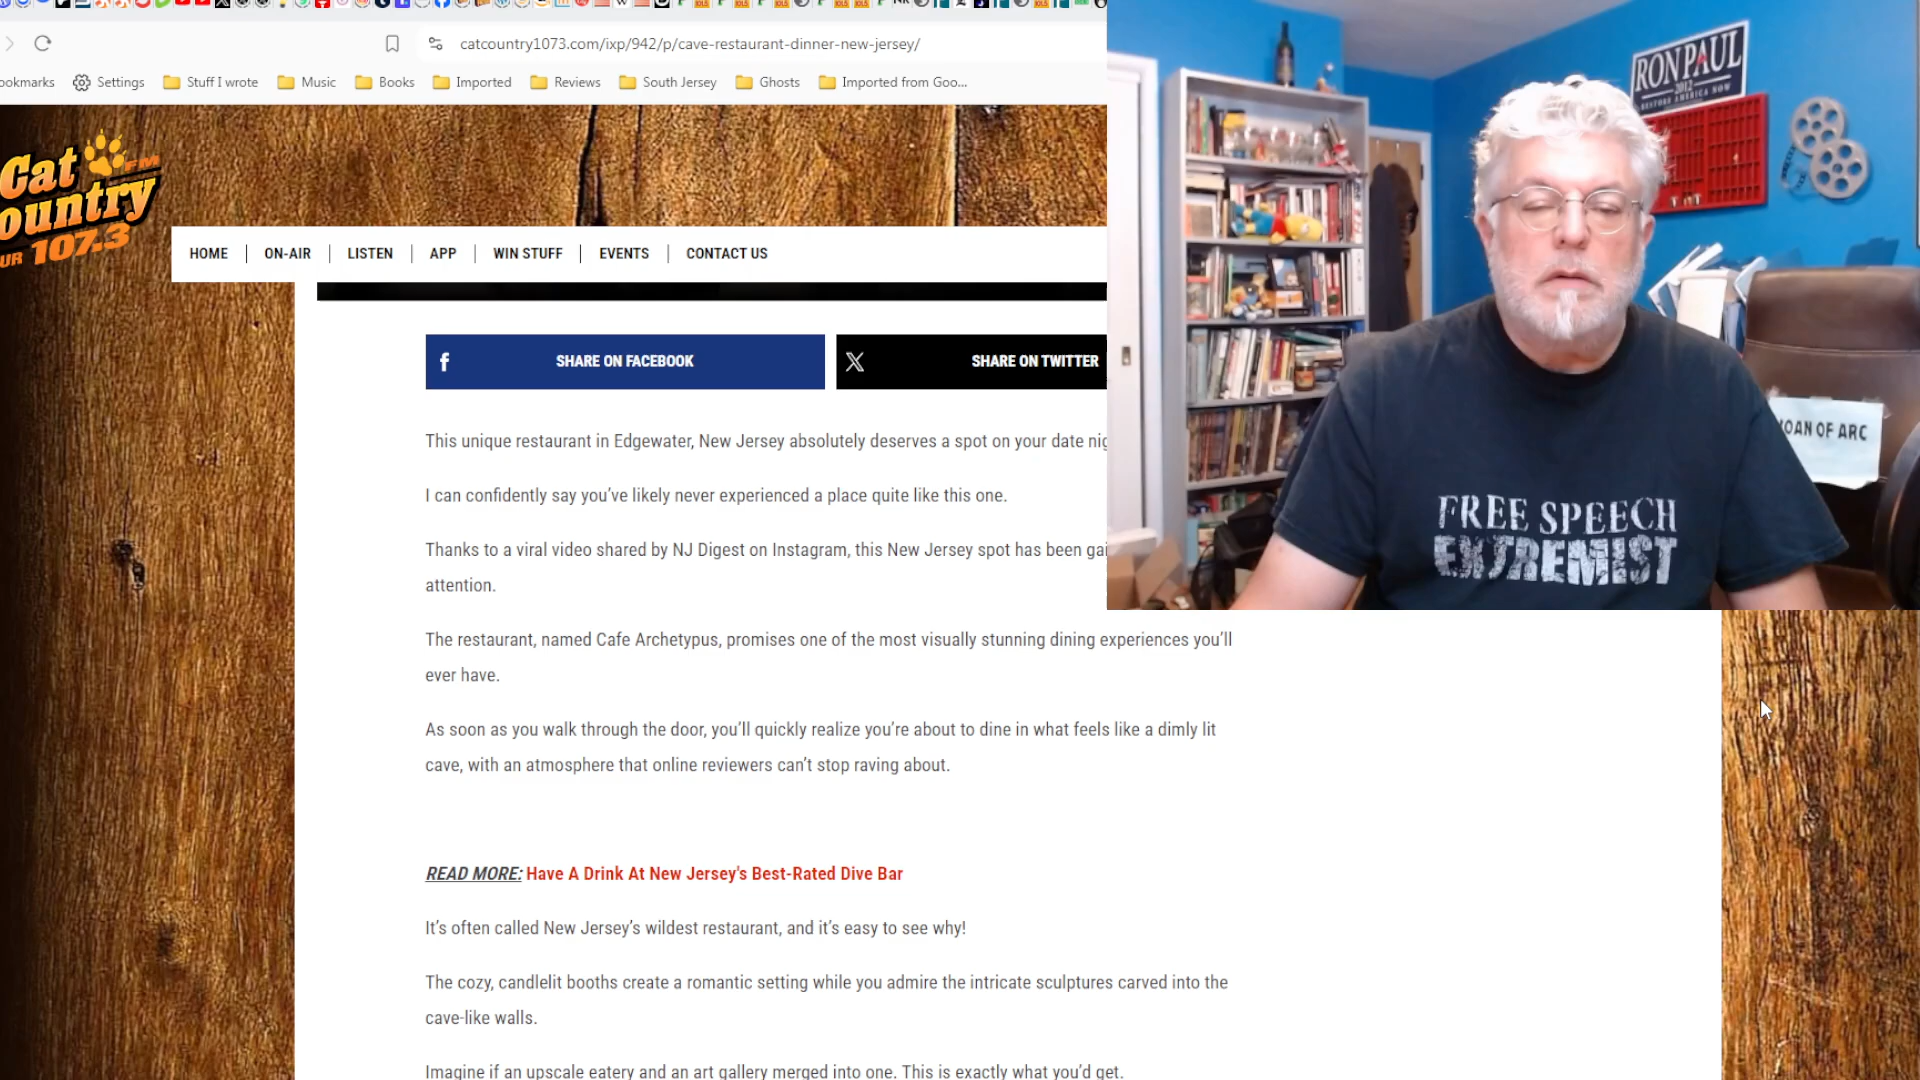 catcountry1073.com/ixp/942/p/cave-restaurant-dinner-new-jersey/
ookmarks Settings Stuff I wrote Music Books Imported Reviews South Jersey Ghosts Imported from Goo...
Cat
ountry
FM
UR 107.3
HOME ON-AIR LISTEN APP WIN STUFF EVENTS CONTACT US
f SHARE ON FACEBOOK
X SHARE ON TWITTER
This unique restaurant in Edgewater, New Jersey absolutely deserves a spot on your date nig
I can confidently say you've likely never experienced a place quite like this one.
Thanks to a viral video shared by NJ Digest on Instagram, this New Jersey spot has been gai
attention.
The restaurant, named Cafe Archetypus, promises one of the most visually stunning dining experiences you'll
ever have.
As soon as you walk through the door, you'll quickly realize you're about to dine in what feels like a dimly lit
cave, with an atmosphere that online reviewers can't stop raving about.
READ MORE: Have A Drink At New Jersey's Best-Rated Dive Bar
It's often called New Jersey's wildest restaurant, and it's easy to see why!
The cozy, candlelit booths create a romantic setting while you admire the intricate sculptures carved into the
cave-like walls.
Imagine if an upscale eatery and an art gallery merged into one. This is exactly what you'd get.
RON PAUL
2012
RESTORE AMERICA NOW
OAN OF ARC
FREE SPEECH
EXTREMIST